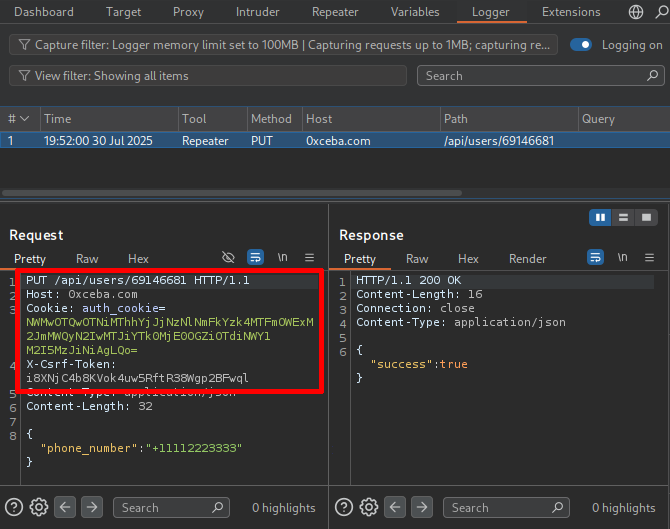 Dashboard Target Proxy Intruder Repeater Variables Logger Extensions
Capture filter: Logger memory limit set to 100MB | Capturing requests up to 1MB; capturing re... Logging on
View filter: Showing all items Search
# Time Tool Method Host Path Query
1 19:52:00 30 Jul 2025 Repeater PUT 0xceba.com /api/users/69146681
Request
Pretty Raw Hex \n
1 PUT /api/users/69146681 HTTP/1.1
2 Host: 0xceba.com
3 Cookie: auth_cookie=
NWMwOTQwOTNiMThhYjJjNzNlNmFkYzk4MTFmOWExM
2JmMWQyN2IwMTJiYTk0MjE0OGZiOTdiNWY1
M2I5MzJiNiAgLQo=
4 X-Csrf-Token:
i8XNjC4b8KVok4uw5RftR38Wgp2BFwql
5 Content-Type: application/json
6 Content-Length: 32
7
8 {
"phone_number":"+11112223333"
}
Search 0 highlights
Response
Pretty Raw Hex Render \n
1 HTTP/1.1 200 OK
2 Content-Length: 16
3 Connection: close
4 Content-Type: application/json
5
6 {
"success":true
}
Search 0 highlights